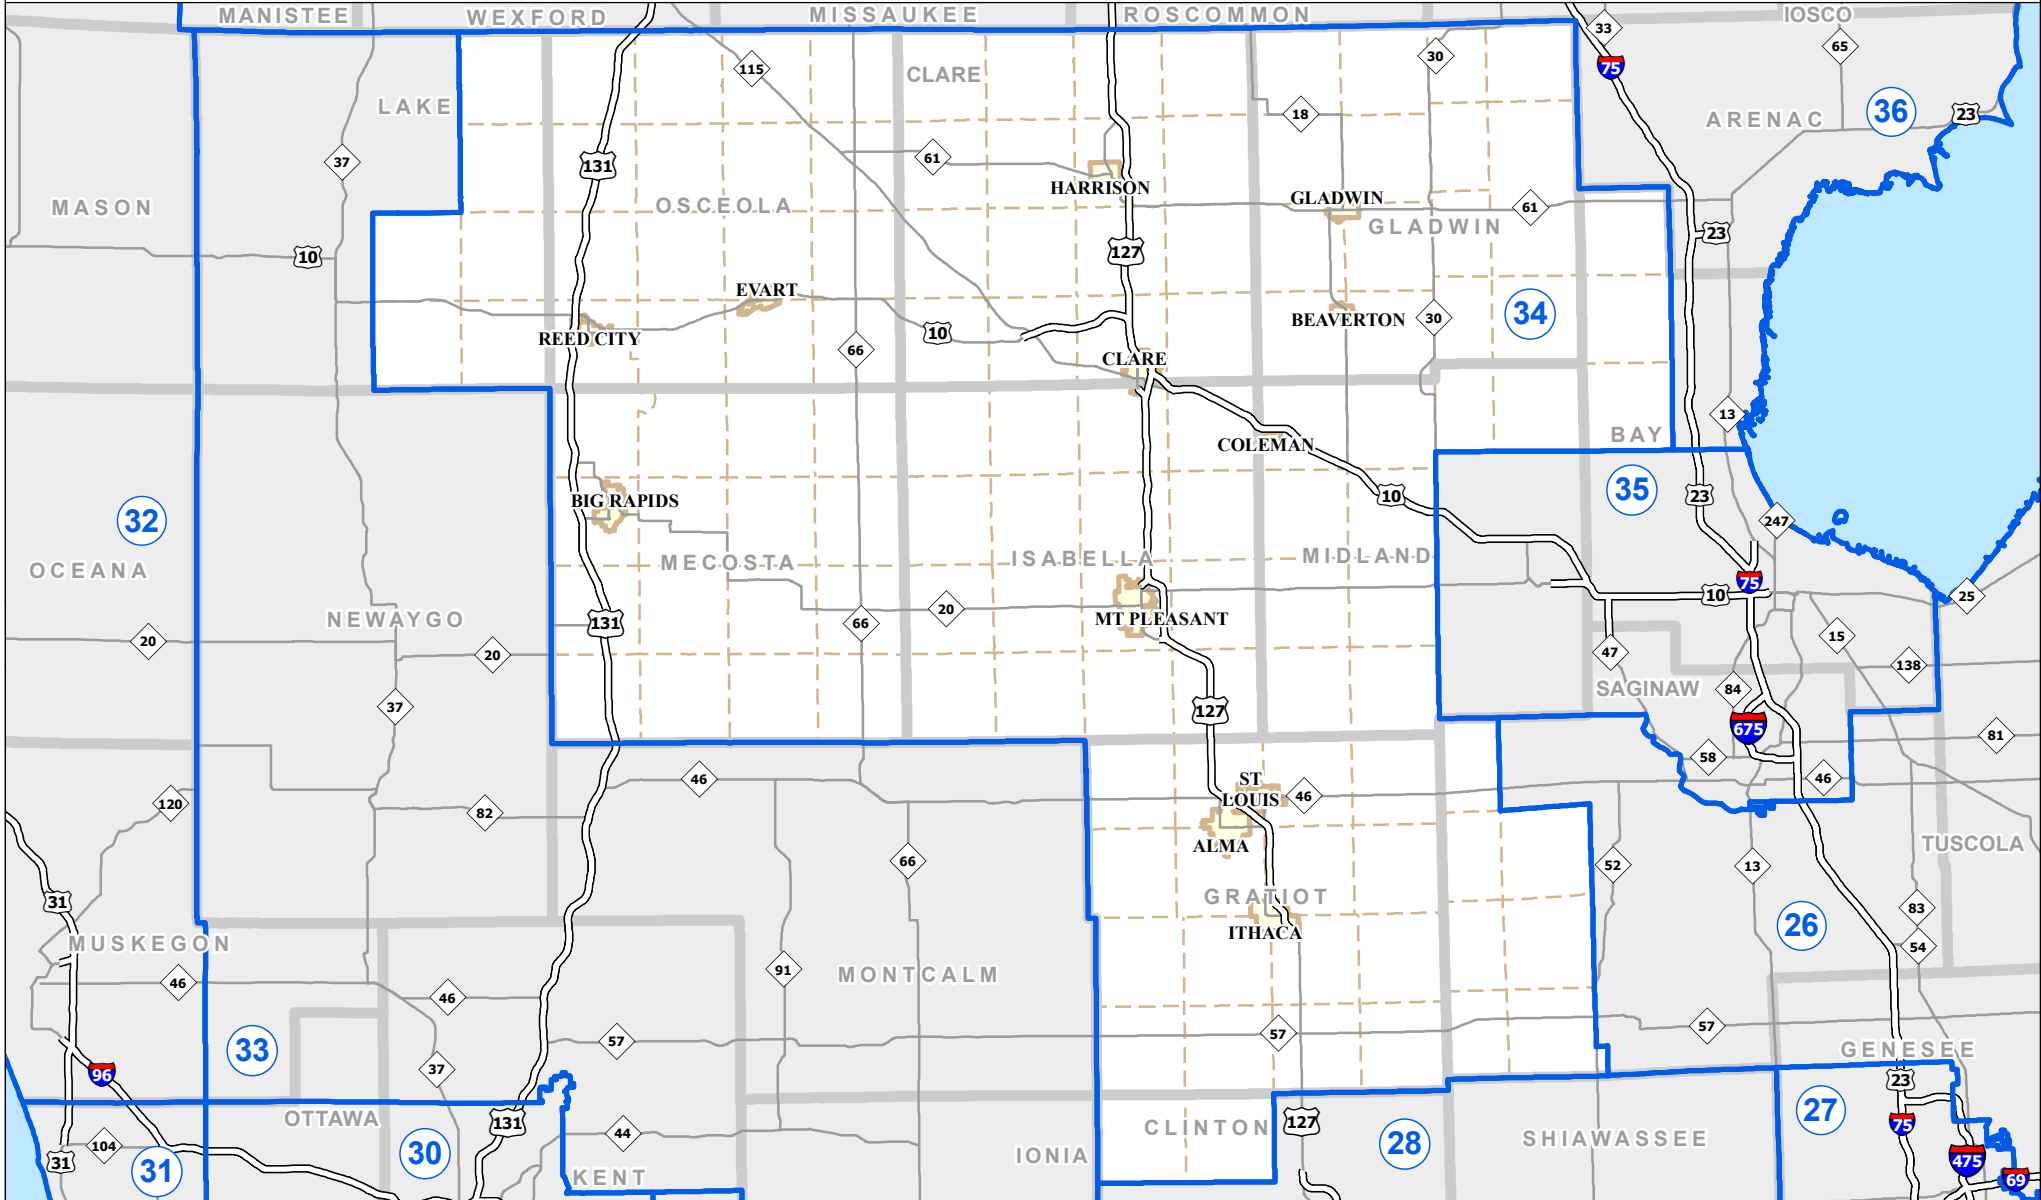 MANISTEE
WEXFORD
MISSAUKEE
ROSCOMMON
IOSCO
33
65
30
115
75
CLARE
LAKE
18
36
23
ARENAC
37
131
61
HARRISON
GLADWIN
61
MASON
OSCEOLA
GLADWIN
10
127
23
EVART
34
REED CITY
10
BEAVERTON
30
66
CLARE
13
BAY
COLEMAN
35
BIG RAPIDS
10
23
32
247
OCEANA
MECOSTA
ISABELLA
MIDLAND
75
10
25
NEWAYGO
131
66
20
MT PLEASANT
20
20
47
15
138
SAGINAW
84
37
127
675
81
58
46
ST
LOUIS
46
46
120
82
ALMA
TUSCOLA
66
52
13
31
GRATIOT
83
ITHACA
26
54
MUSKEGON
46
46
91
MONTCALM
57
57
57
33
37
GENESEE
96
23
OTTAWA
131
44
CLINTON
127
28
SHIAWASSEE
27
75
104
31
31
30
KENT
IONIA
475
69